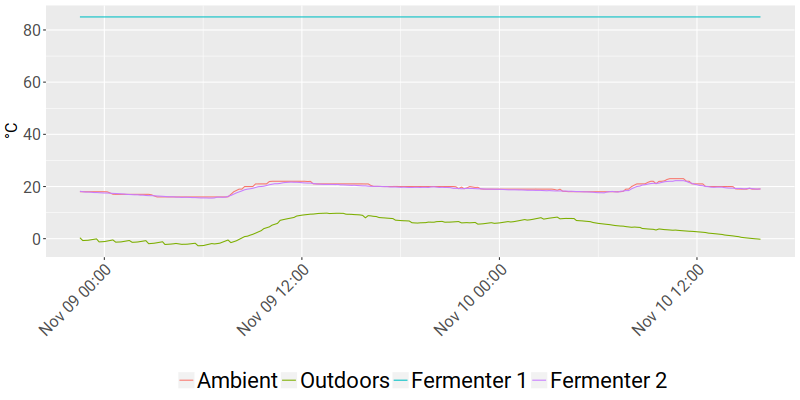 80
60
°C
40
20
0
Nov 09 00:00
Nov 09 12:00
Nov 10 00:00
Nov 10 12:00
Ambient Outdoors Fermenter 1 Fermenter 2